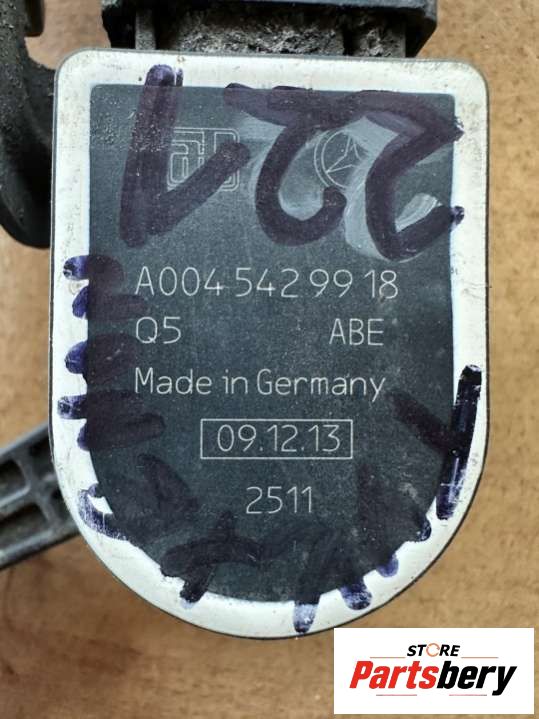 221
A004 542 99 18
Q5 ABE
Made in Germany
09.12.13
2511
STORE
Partsbery